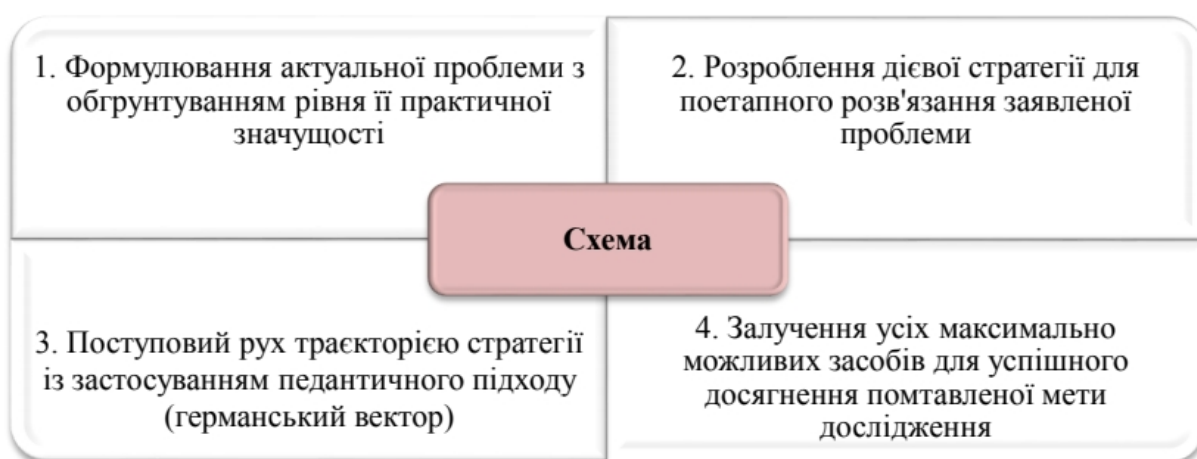 1. Формулювання актуальної проблеми з
обгрунтуванням рівня її практичної
значущості
2. Розроблення дієвої стратегії для
поетапного розв'язання заявленої
проблеми
Схема
3. Поступовий рух траєкторією стратегії
із застосуванням педантичного підходу
(германський вектор)
4. Залучення усіх максимально
можливих засобів для успішного
досягнення помтавленої мети
дослідження